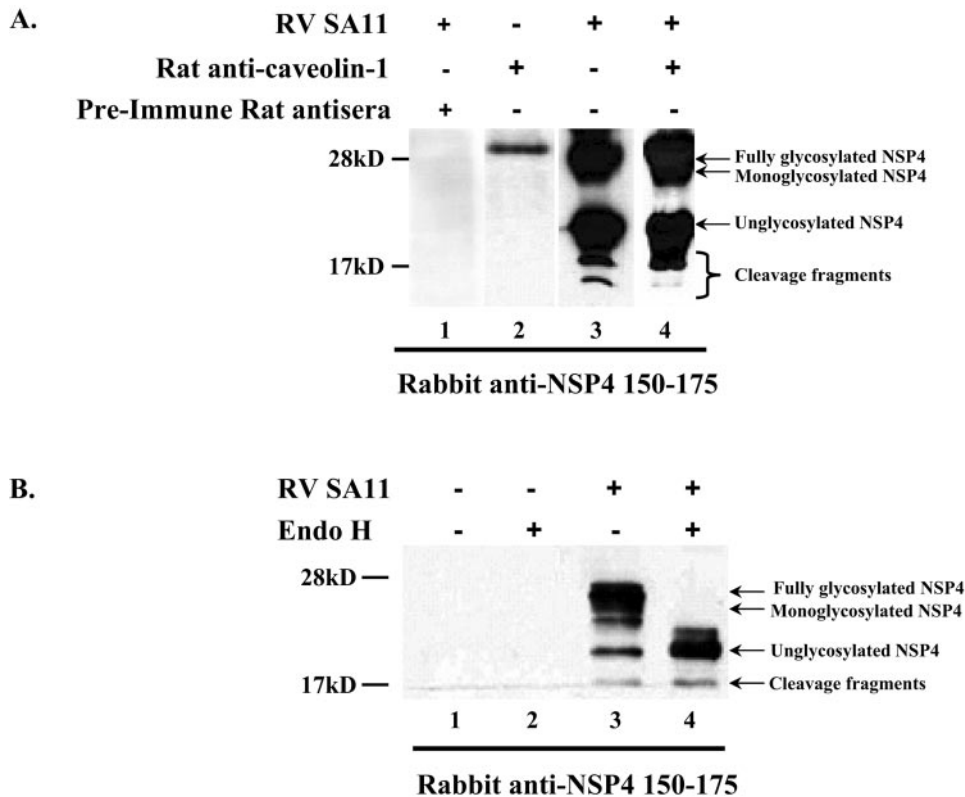 A.
RV SA11 + - + +
Rat anti-caveolin-1 - + - +
Pre-Immune Rat antisera + - - -
28kD
Fully glycosylated NSP4
Monoglycosylated NSP4
Unglycosylated NSP4
17kD
Cleavage fragments
1 2 3 4
Rabbit anti-NSP4 150-175
B.
RV SA11 - - + +
Endo H - + - +
28kD
Fully glycosylated NSP4
Monoglycosylated NSP4
Unglycosylated NSP4
17kD
Cleavage fragments
1 2 3 4
Rabbit anti-NSP4 150-175